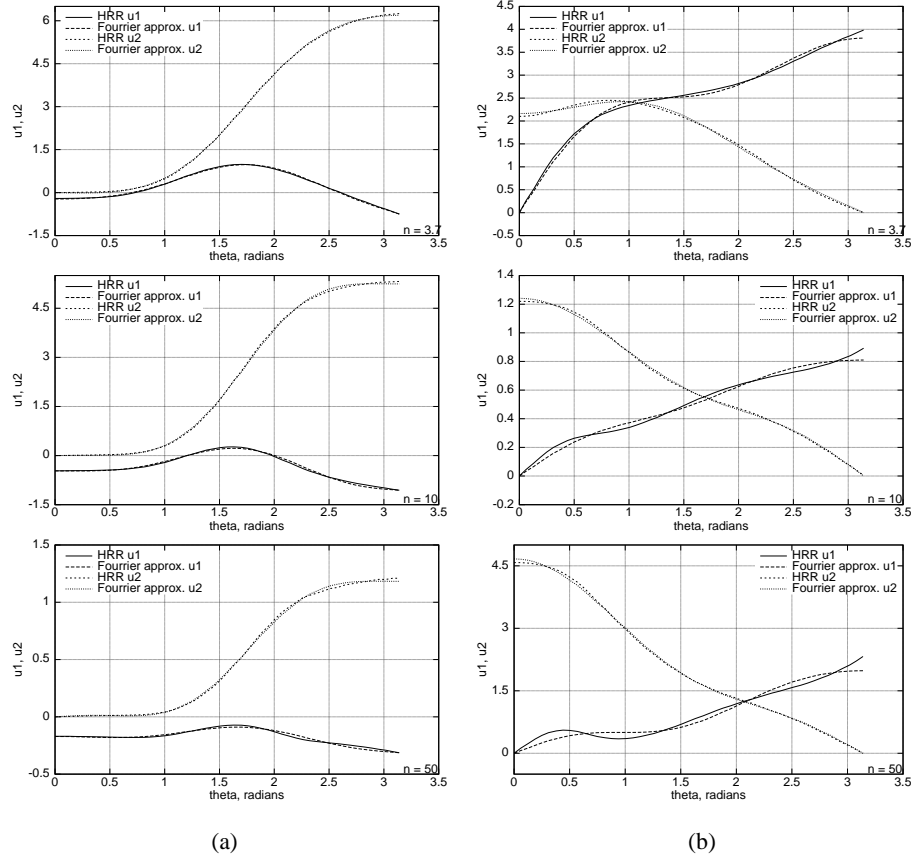 6
4.5
3
1.5
0
-1.5
u1, u2
HRR u1
Fourrier approx. u1
HRR u2
Fourrier approx. u2
n = 3.7
0 0.5 1 1.5 2 2.5 3 3.5
theta, radians
4.5
4
3.5
3
2.5
2
1.5
1
0.5
0
-0.5
u1, u2
HRR u1
Fourrier approx. u1
HRR u2
Fourrier approx. u2
n = 3.7
0 0.5 1 1.5 2 2.5 3 3.5
theta, radians
4.5
3
1.5
0
-1.5
u1, u2
HRR u1
Fourrier approx. u1
HRR u2
Fourrier approx. u2
n = 10
0 0.5 1 1.5 2 2.5 3 3.5
theta, radians
1.4
1.2
1
0.8
0.6
0.4
0.2
0
-0.2
u1, u2
HRR u1
Fourrier approx. u1
HRR u2
Fourrier approx. u2
n = 10
0 0.5 1 1.5 2 2.5 3 3.5
theta, radians
1.5
1
0.5
0
-0.5
u1, u2
HRR u1
Fourrier approx. u1
HRR u2
Fourrier approx. u2
n = 50
0 0.5 1 1.5 2 2.5 3 3.5
theta, radians
4.5
3
1.5
0
u1, u2
HRR u1
Fourrier approx. u1
HRR u2
Fourrier approx. u2
n = 50
0 0.5 1 1.5 2 2.5 3 3.5
theta, radians
(a)
(b)